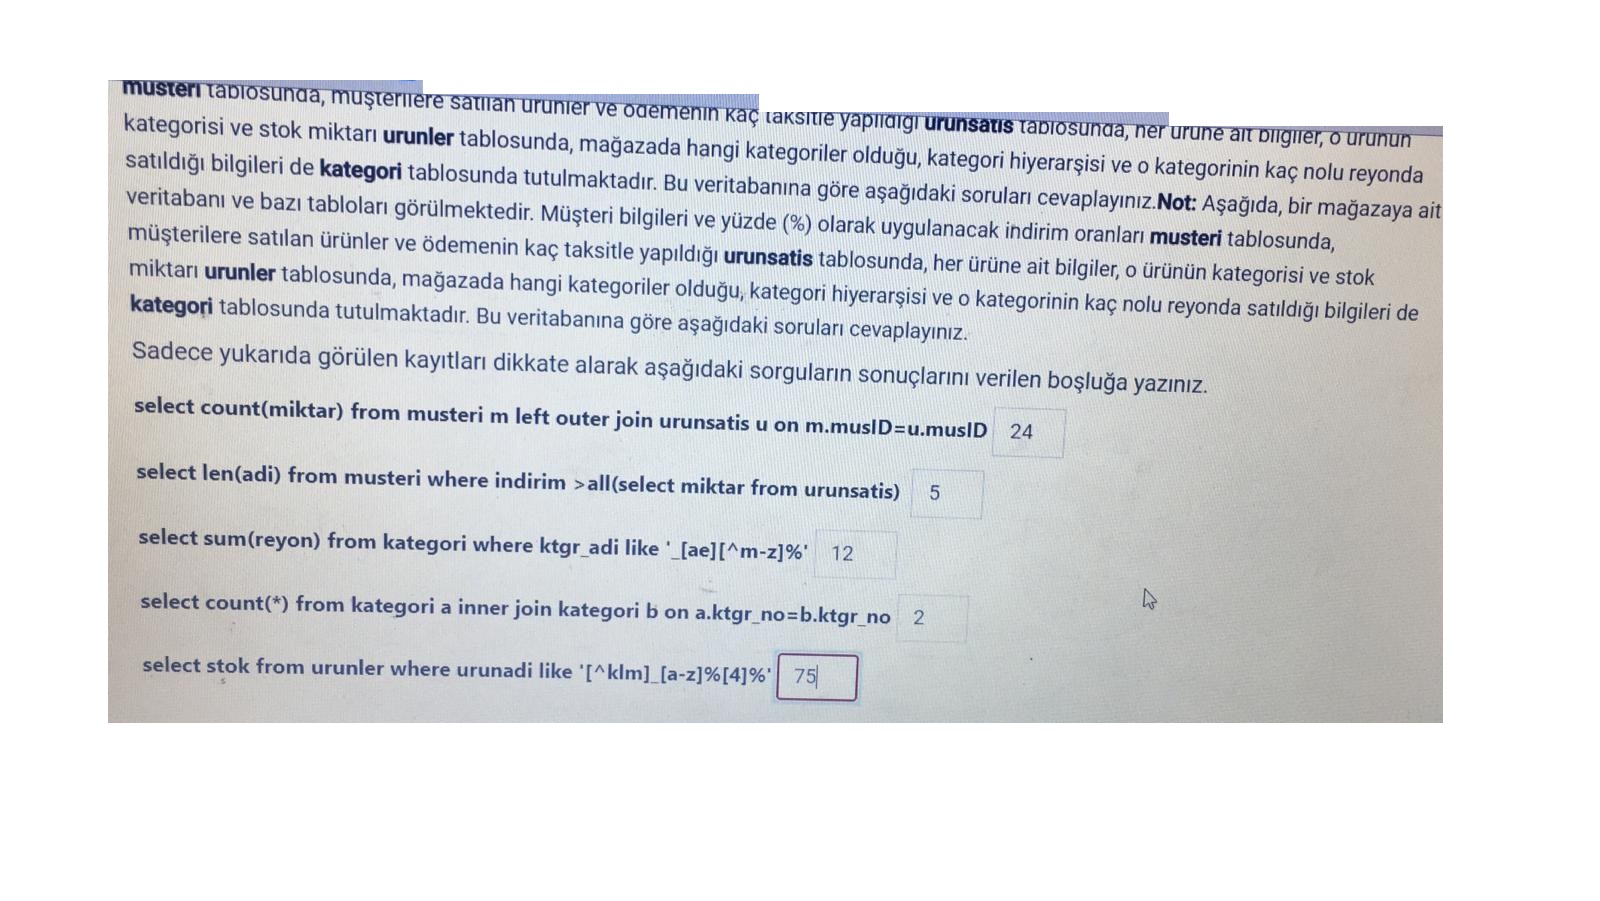 musteri tablosunda, müşterilere satılan ürünler ve ödemenin kaç taksitle yapıldığı urunsatis tablosunda, her ürüne ait bilgiler, o ürünün
kategorisi ve stok miktarı urunler tablosunda, mağazada hangi kategoriler olduğu, kategori hiyerarşisi ve o kategorinin kaç nolu reyonda
satıldığı bilgileri de kategori tablosunda tutulmaktadır. Bu veritabanına göre aşağıdaki soruları cevaplayınız.Not: Aşağıda, bir mağazaya ait
veritabanı ve bazı tabloları görülmektedir. Müşteri bilgileri ve yüzde (%) olarak uygulanacak indirim oranları musteri tablosunda,
müşterilere satılan ürünler ve ödemenin kaç taksitle yapıldığı urunsatis tablosunda, her ürüne ait bilgiler, o ürünün kategorisi ve stok
miktarı urunler tablosunda, mağazada hangi kategoriler olduğu, kategori hiyerarşisi ve o kategorinin kaç nolu reyonda satıldığı bilgileri de
kategori tablosunda tutulmaktadır. Bu veritabanına göre aşağıdaki soruları cevaplayınız.
Sadece yukarıda görülen kayıtları dikkate alarak aşağıdaki sorguların sonuçlarını verilen boşluğa yazınız.
select count(miktar) from musteri m left outer join urunsatis u on m.musID=u.musID 24
select len(adi) from musteri where indirim >all(select miktar from urunsatis) 5
select sum(reyon) from kategori where ktgr_adi like '_[ae][^m-z]%' 12
select count(*) from kategori a inner join kategori b on a.ktgr_no=b.ktgr_no 2
select stok from urunler where urunadi like '[^klm]_[a-z]%[4]%' 75